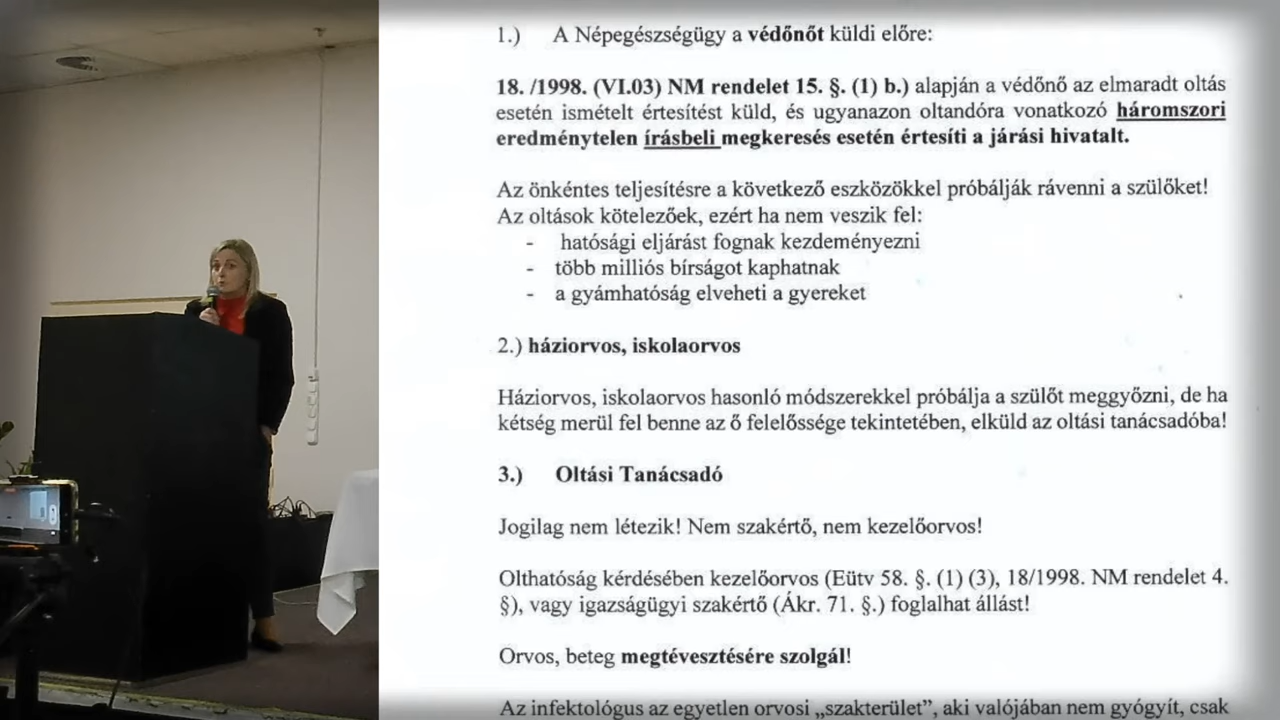 1.) A Népegészségügy a védőnőt küldi előre:
18. /1998. (VI.03) NM rendelet 15. §. (1) b.) alapján a védőnő az elmaradt oltás
esetén ismételt értesítést küld, és ugyanazon oltandóra vonatkozó háromszori
eredménytelen írásbeli megkeresés esetén értesíti a járási hivatalt.
Az önkéntes teljesítésre a következő eszközökkel próbálják rávenni a szülőket!
Az oltások kötelezőek, ezért ha nem veszik fel:
- hatósági eljárást fognak kezdeményezni
- több milliós bírságot kaphatnak
- a gyámhatóság elveheti a gyereket
2.) háziorvos, iskolaorvos
Háziorvos, iskolaorvos hasonló módszerekkel próbálja a szülőt meggyőzni, de ha
kétség merül fel benne az ő felelőssége tekintetében, elküld az oltási tanácsadóba!
3.) Oltási Tanácsadó
Jogilag nem létezik! Nem szakértő, nem kezelőorvos!
Olthatóság kérdésében kezelőorvos (Eütv 58. §. (1) (3), 18/1998. NM rendelet 4.
§), vagy igazságügyi szakértő (Ákr. 71. §.) foglalhat állást!
Orvos, beteg megtévesztésére szolgál!
Az infektológus az egyetlen orvosi „szakterület”, aki valójában nem gyógyít, csak